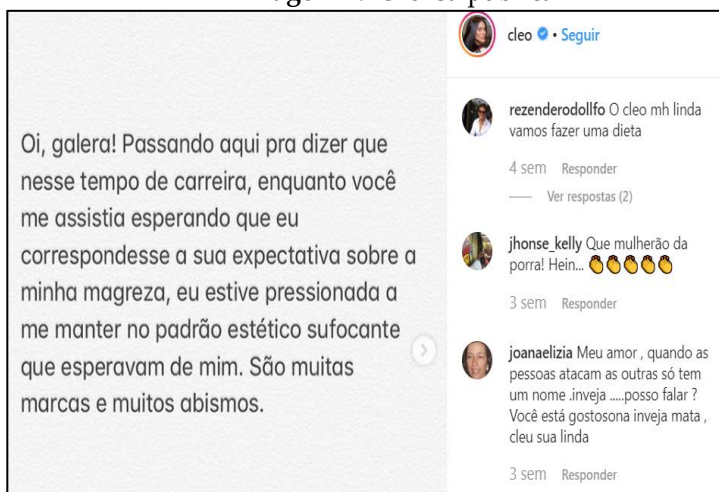 Oi, galera! Passando aqui pra dizer que
nesse tempo de carreira, enquanto você
me assistia esperando que eu
correspondesse a sua expectativa sobre a
minha magreza, eu estive pressionada a
me manter no padrão estético sufocante
que esperavam de mim. São muitas
marcas e muitos abismos.
cleo • Seguir
rezenderodollfo O cleo mh linda
vamos fazer uma dieta
4 sem Responder
Ver respostas (2)
jhonse_kelly Que mulherão da
porra! Hein... 👏👏👏👏👏
3 sem Responder
joanaelizia Meu amor , quando as
pessoas atacam as outras só tem
um nome .inveja .....posso falar ?
Você está gostosona inveja mata ,
cleu sua linda
3 sem Responder